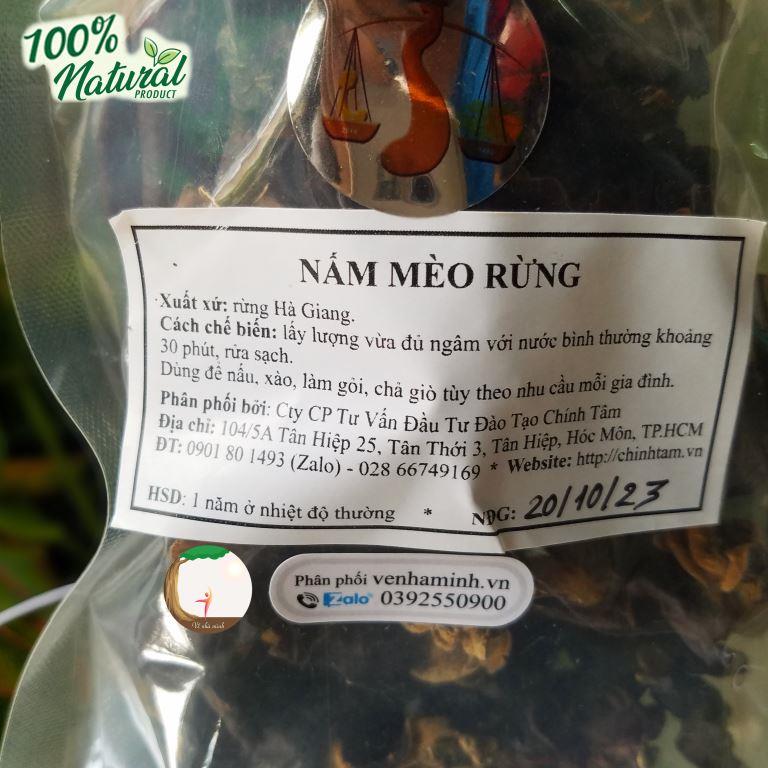 100%
Natural
PRODUCT
NẤM MÈO RỪNG
Xuất xứ: rừng Hà Giang.
Cách chế biến: lấy lượng vừa đủ ngâm với nước bình thường khoảng
30 phút, rửa sạch.
Dùng để nấu, xào, làm gỏi, chả giò tùy theo nhu cầu mỗi gia đình.
Phân phối bởi: Cty CP Tư Vấn Đầu Tư Đào Tạo Chính Tâm
Địa chỉ: 104/5A Tân Hiệp 25, Tân Thới 3, Tân Hiệp, Hóc Môn, TP.HCM
ĐT: 0901 80 1493 (Zalo) - 028 66749169 * Website: http://chinhtam.vn
HSD: 1 năm ở nhiệt độ thường * NĐG: 20/10/23
Phân phối venhaminh.vn
Zalo 0392550900
Về nhà mình